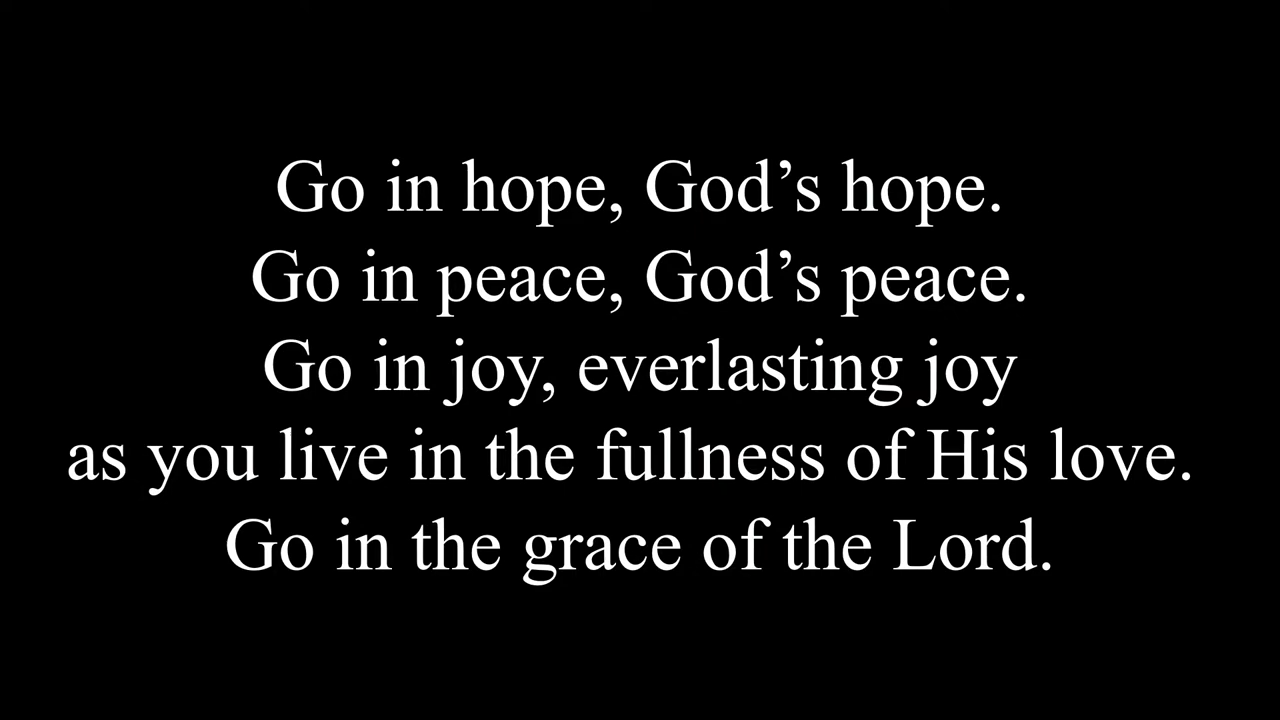 Go in hope, God’s hope.
Go in peace, God’s peace.
Go in joy, everlasting joy
as you live in the fullness of His love.
Go in the grace of the Lord.